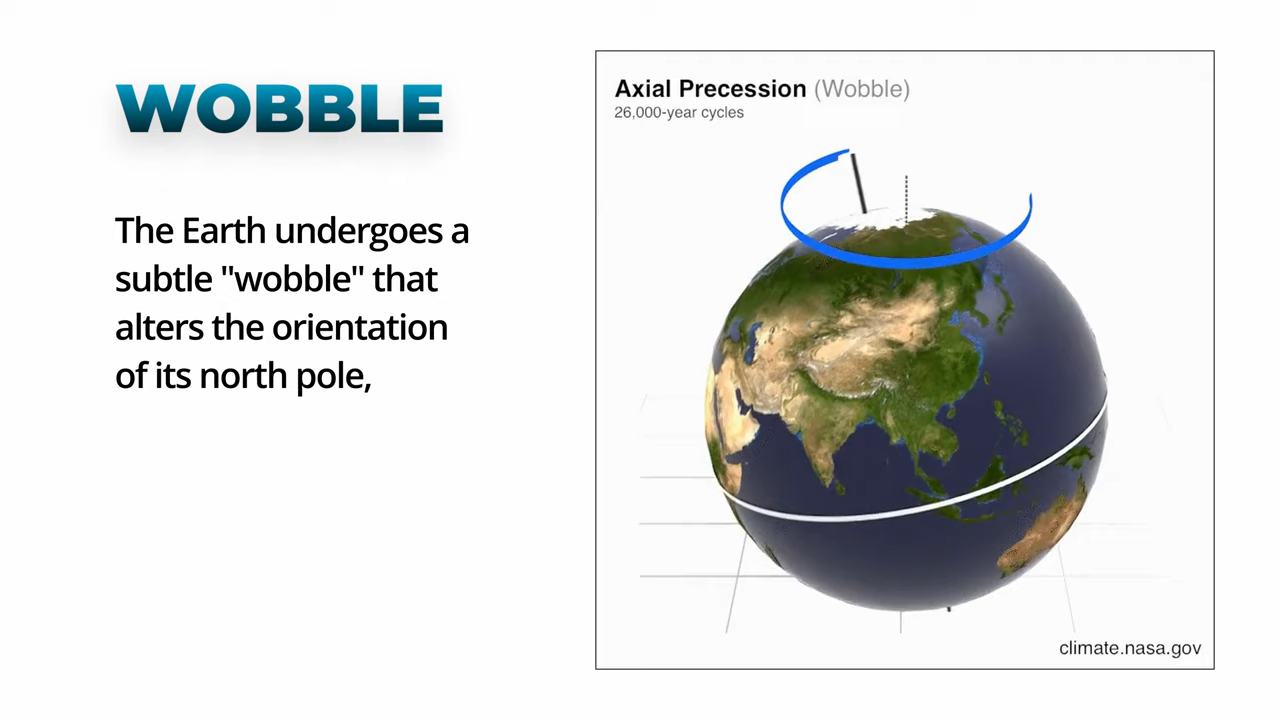 WOBBLE
The Earth undergoes a
subtle "wobble" that
alters the orientation
of its north pole,
Axial Precession (Wobble)
26,000-year cycles
climate.nasa.gov